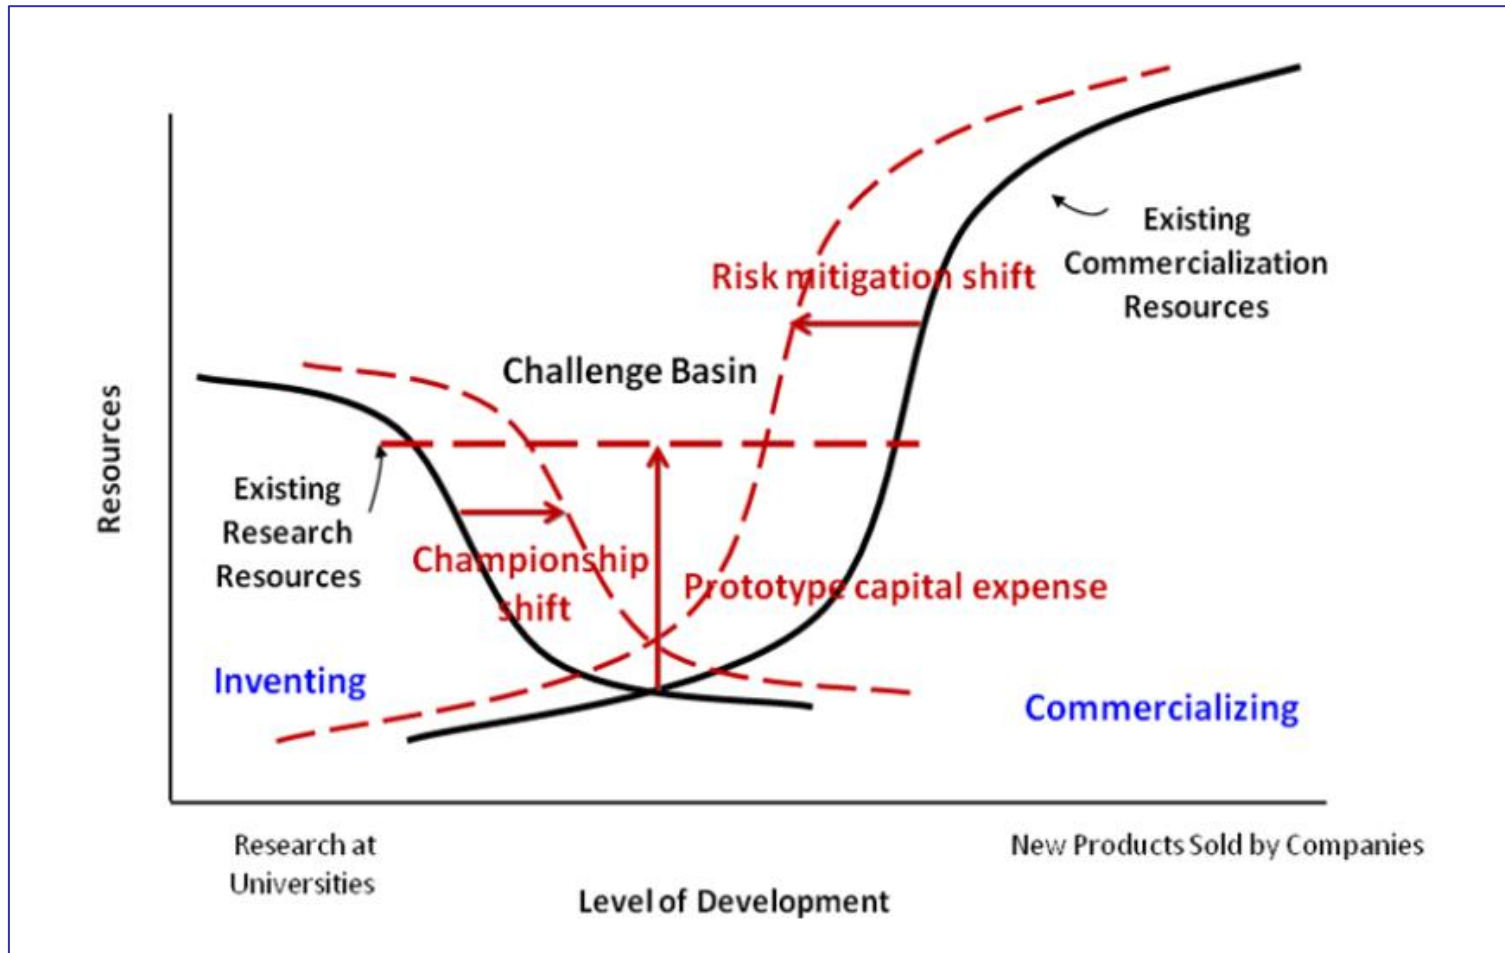 Existing
Commercialization
Resources
Risk mitigation shift
Challenge Basin
Resources
Existing
Research
Resources
Championship
shift
Prototype capital expense
Inventing
Commercializing
Research at
Universities
New Products Sold by Companies
Level of Development